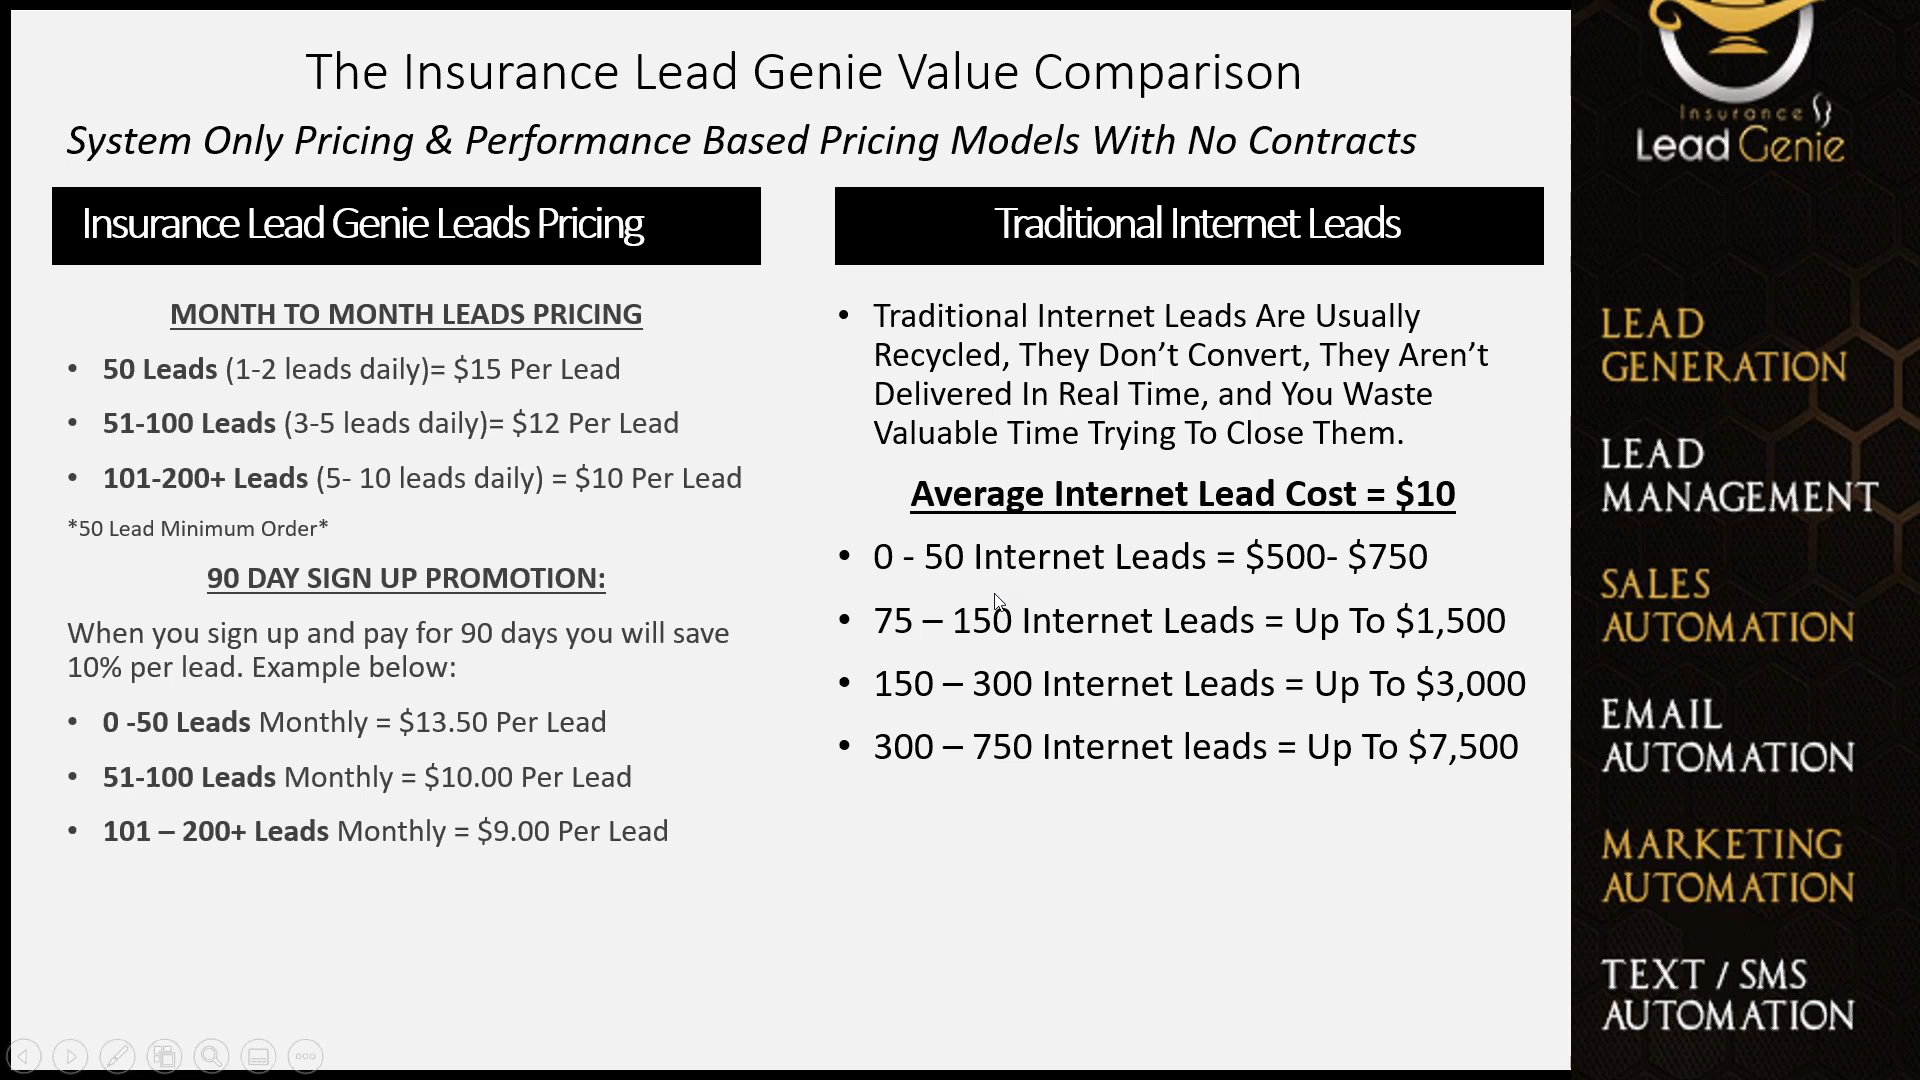 The Insurance Lead Genie Value Comparison
System Only Pricing & Performance Based Pricing Models With No Contracts
Insurance Lead Genie Leads Pricing
MONTH TO MONTH LEADS PRICING
• 50 Leads (1-2 leads daily)= $15 Per Lead
• 51-100 Leads (3-5 leads daily)= $12 Per Lead
• 101-200+ Leads (5- 10 leads daily) = $10 Per Lead
*50 Lead Minimum Order*
90 DAY SIGN UP PROMOTION:
When you sign up and pay for 90 days you will save
10% per lead. Example below:
• 0 -50 Leads Monthly = $13.50 Per Lead
• 51-100 Leads Monthly = $10.00 Per Lead
• 101 – 200+ Leads Monthly = $9.00 Per Lead
Traditional Internet Leads
• Traditional Internet Leads Are Usually
Recycled, They Don’t Convert, They Aren’t
Delivered In Real Time, and You Waste
Valuable Time Trying To Close Them.
Average Internet Lead Cost = $10
• 0 - 50 Internet Leads = $500- $750
• 75 – 150 Internet Leads = Up To $1,500
• 150 – 300 Internet Leads = Up To $3,000
• 300 – 750 Internet leads = Up To $7,500
Insurance
Lead Genie
LEAD
GENERATION
LEAD
MANAGEMENT
SALES
AUTOMATION
EMAIL
AUTOMATION
MARKETING
AUTOMATION
TEXT / SMS
AUTOMATION